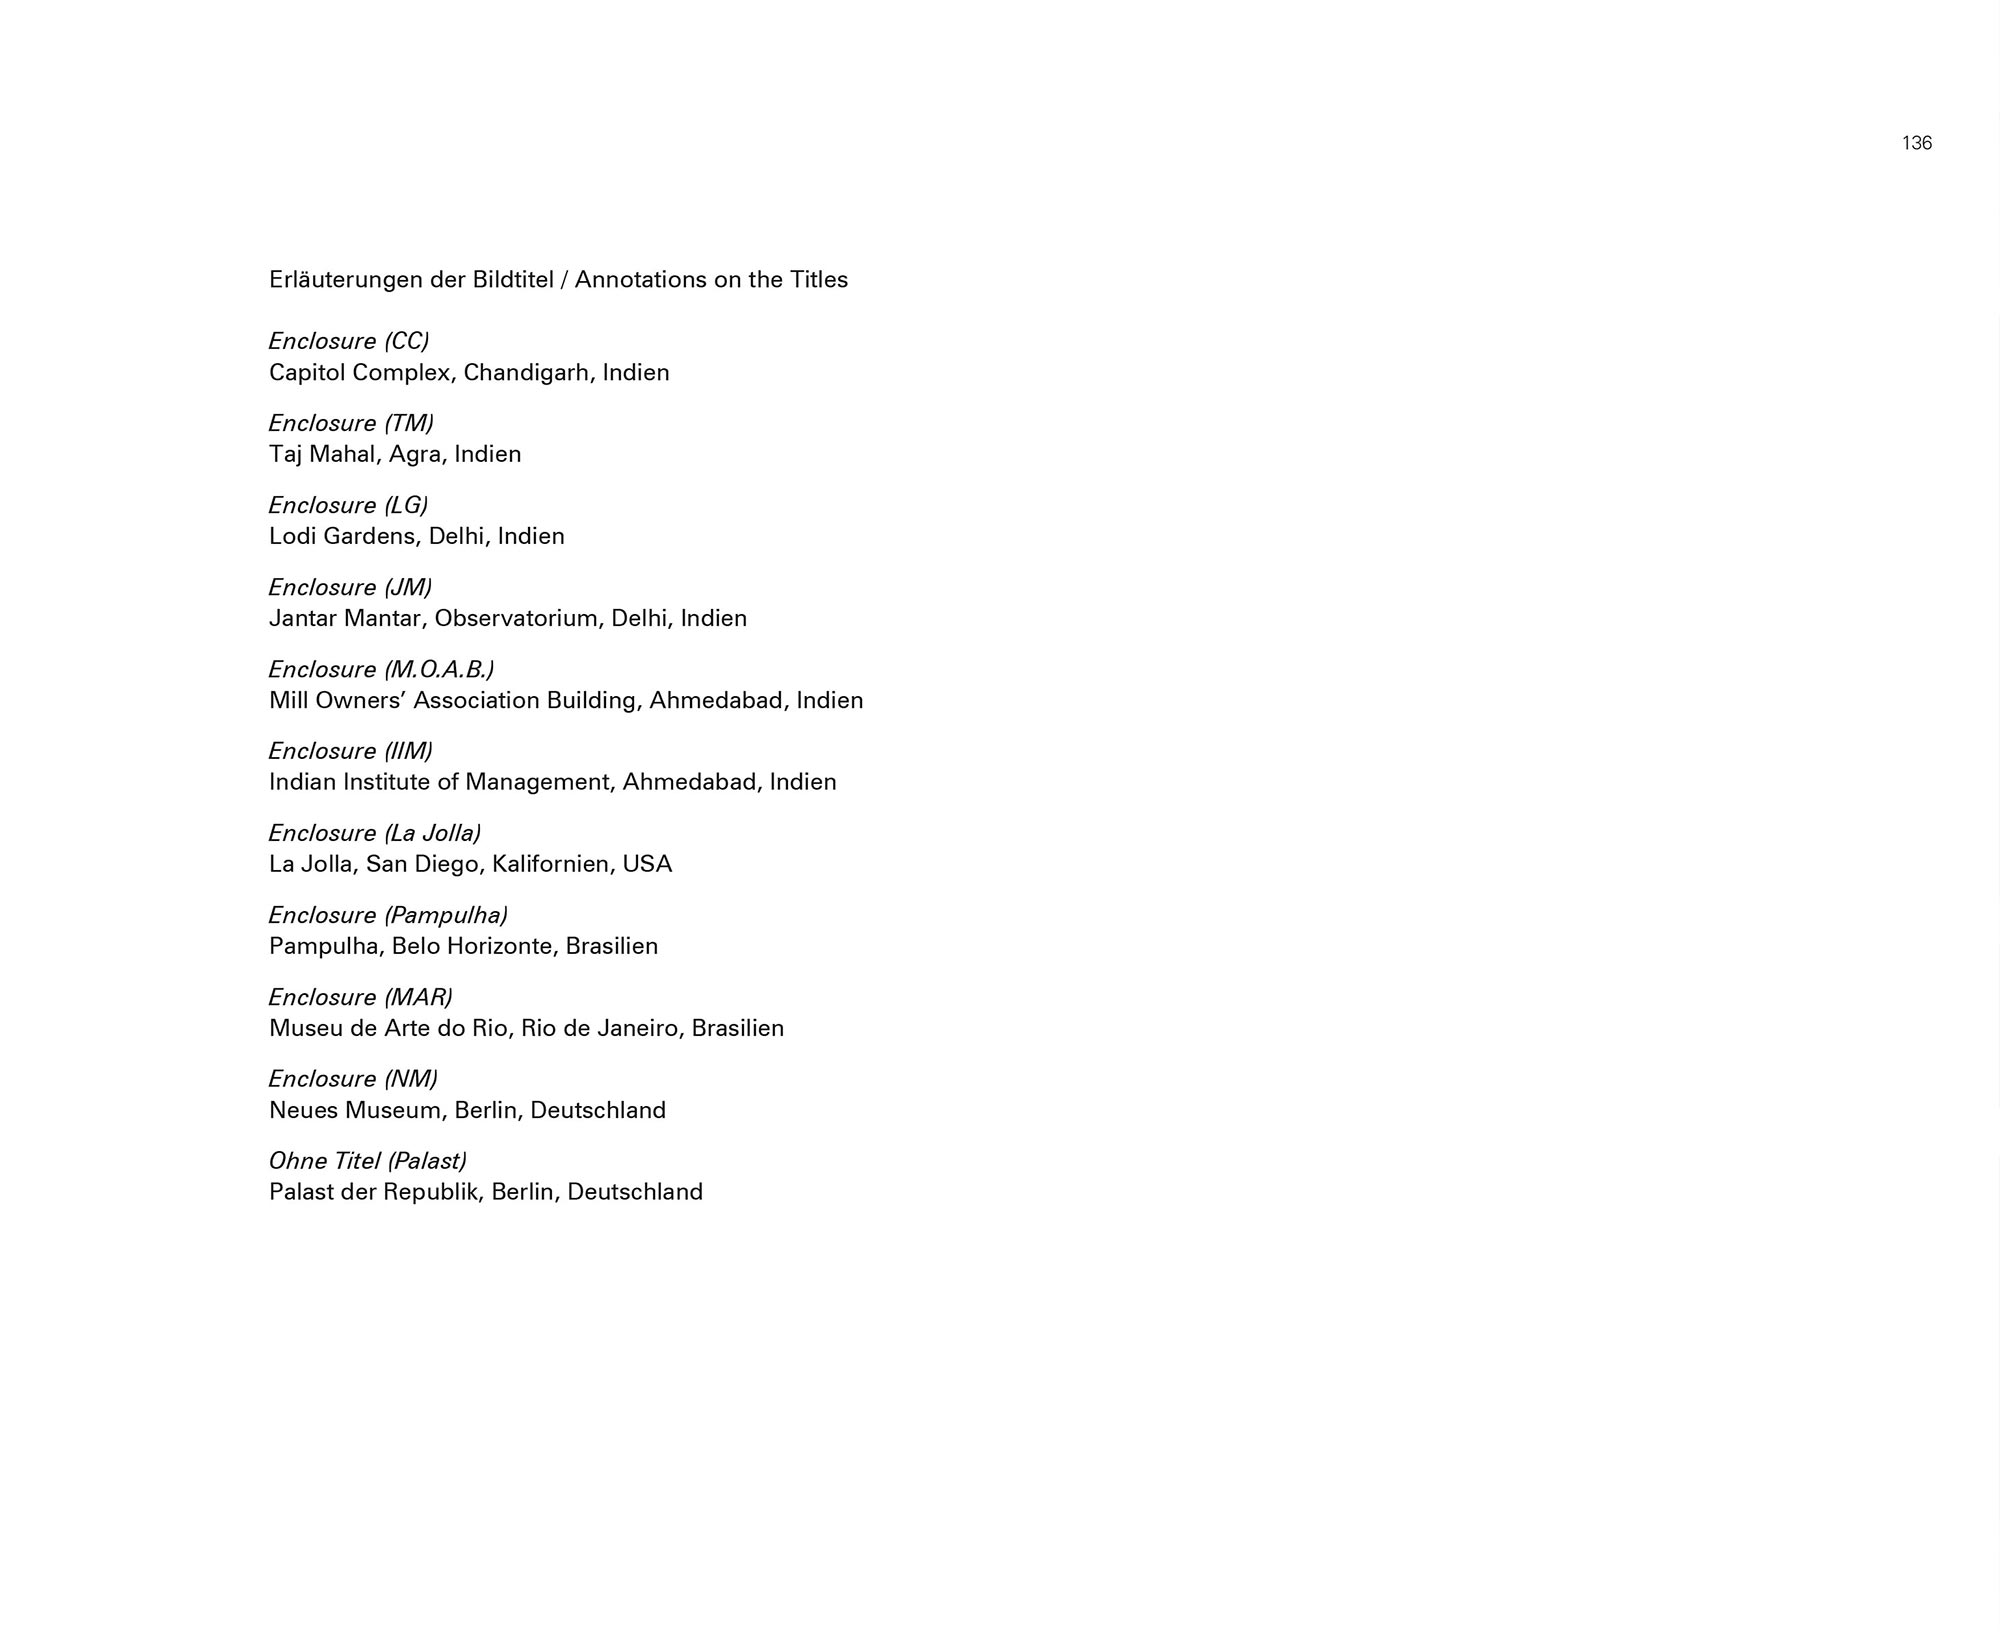 136
Erläuterungen der Bildtitel / Annotations on the Titles
Enclosure (CC)
Capitol Complex, Chandigarh, Indien
Enclosure (TM)
Taj Mahal, Agra, Indien
Enclosure (LG)
Lodi Gardens, Delhi, Indien
Enclosure (JM)
Jantar Mantar, Observatorium, Delhi, Indien
Enclosure (M.O.A.B.)
Mill Owners’ Association Building, Ahmedabad, Indien
Enclosure (IIM)
Indian Institute of Management, Ahmedabad, Indien
Enclosure (La Jolla)
La Jolla, San Diego, Kalifornien, USA
Enclosure (Pampulha)
Pampulha, Belo Horizonte, Brasilien
Enclosure (MAR)
Museu de Arte do Rio, Rio de Janeiro, Brasilien
Enclosure (NM)
Neues Museum, Berlin, Deutschland
Ohne Titel (Palast)
Palast der Republik, Berlin, Deutschland